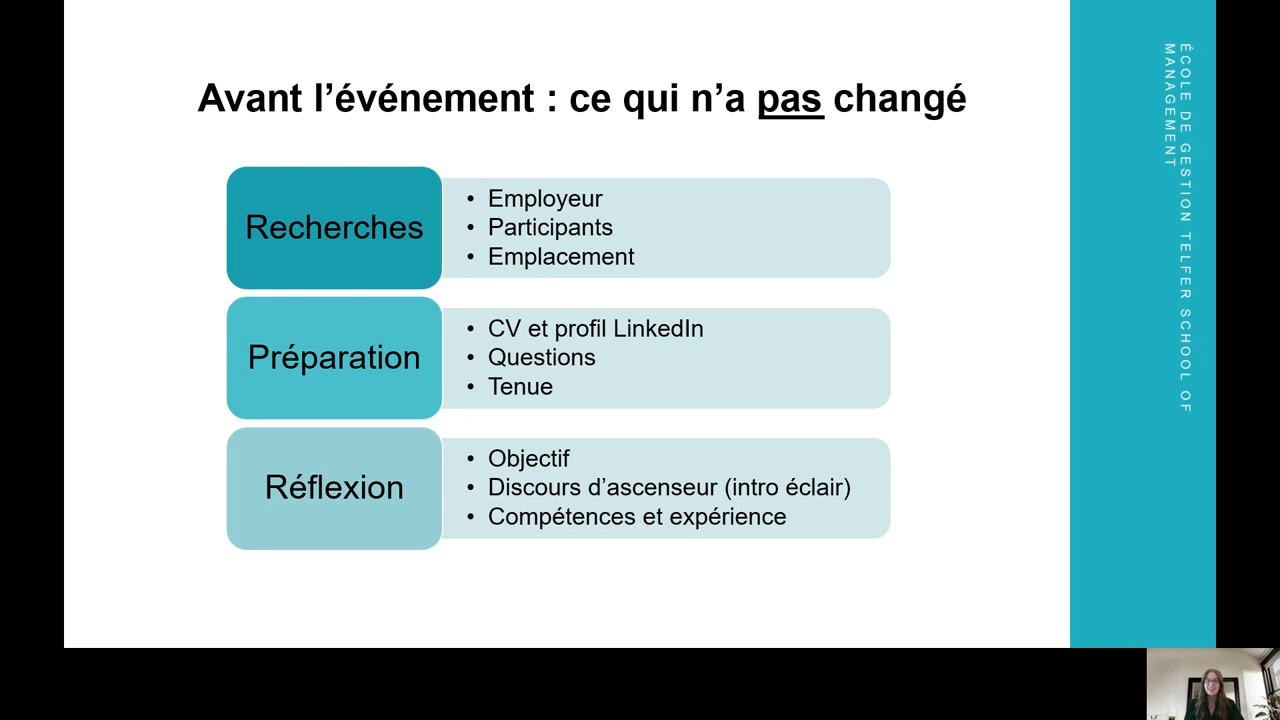 Avant l’événement : ce qui n’a pas changé
Recherches
• Employeur
• Participants
• Emplacement
Préparation
• CV et profil LinkedIn
• Questions
• Tenue
Réflexion
• Objectif
• Discours d’ascenseur (intro éclair)
• Compétences et expérience
ÉCOLE DE GESTION TELFER SCHOOL OF
MANAGEMENT